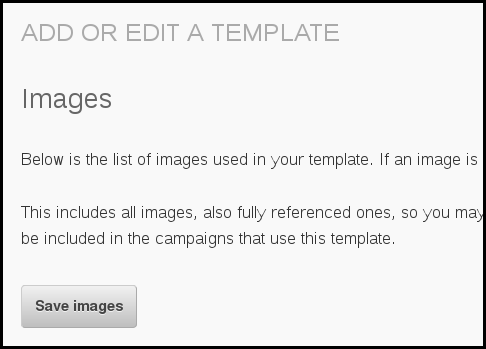 ADD OR EDIT A TEMPLATE
Images
Below is the list of images used in your template. If an image is
This includes all images, also fully referenced ones, so you may
be included in the campaigns that use this template.
Save images